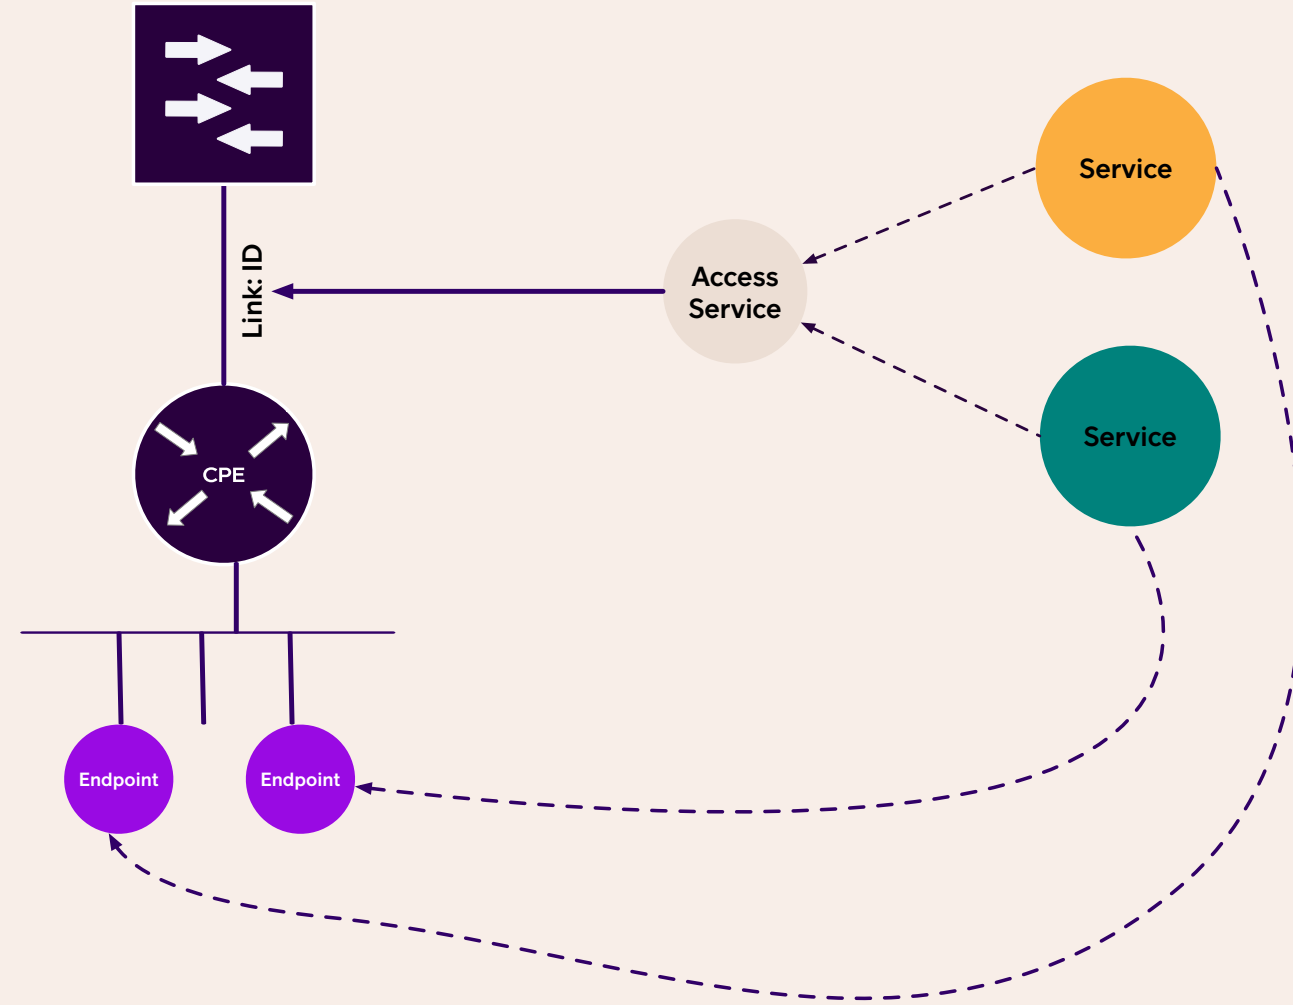 Service
Link: ID
Access
Service
Service
CPE
Endpoint
Endpoint